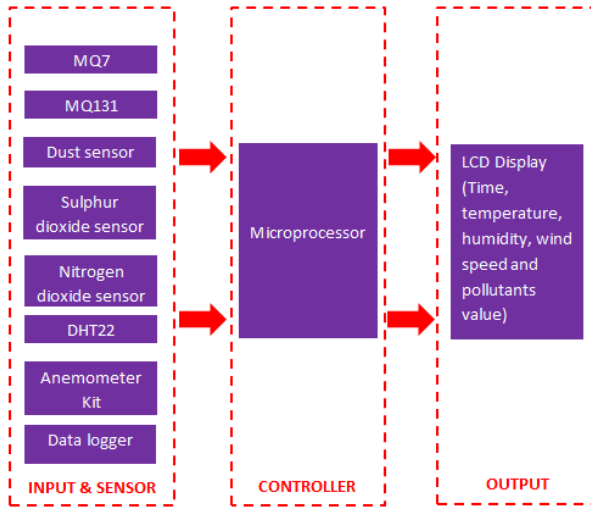 MQ7
MQ131
Dust sensor
Sulphur
dioxide sensor
Nitrogen
dioxide sensor
DHT22
Anemometer
Kit
Data logger
INPUT & SENSOR
Microprocessor
CONTROLLER
LCD Display
(Time,
temperature,
humidity, wind
speed and
pollutants
value)
OUTPUT